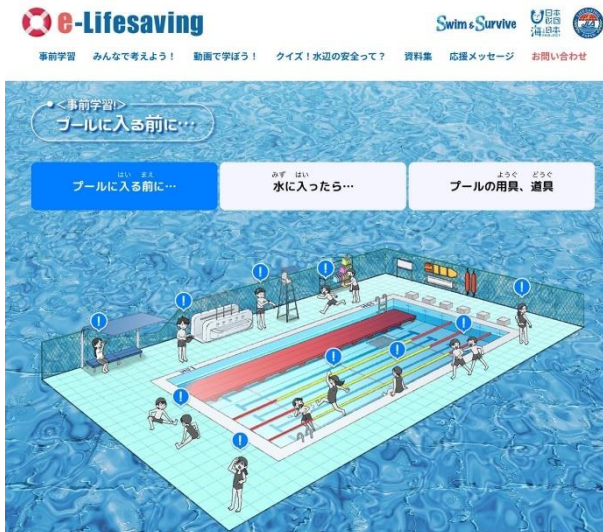 e-Lifesaving
Swim & Survive
日本
財団
海と日本
事前学習 みんなで考えよう！ 動画で学ぼう！ クイズ！水辺の安全って？ 資料集 応援メッセージ お問い合わせ
＜事前学習!＞
プールに入る前に…
はい まえ
プールに入る前に…
みず はい
水に入ったら…
ようぐ どうぐ
プールの用具、道具